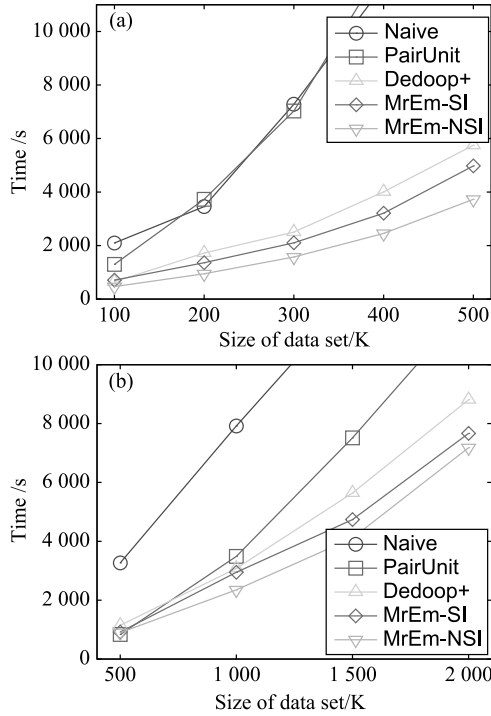 (a)
Naive
PairUnit
Dedoop+
MrEm-SI
MrEm-NSI
10 000
8 000
6 000
4 000
2 000
0
Time /s
100 200 300 400 500
Size of data set/K
(b)
10 000
8 000
6 000
4 000
2 000
0
Time /s
Naive
PairUnit
Dedoop+
MrEm-SI
MrEm-NSI
500 1 000 1 500 2 000
Size of data set/K